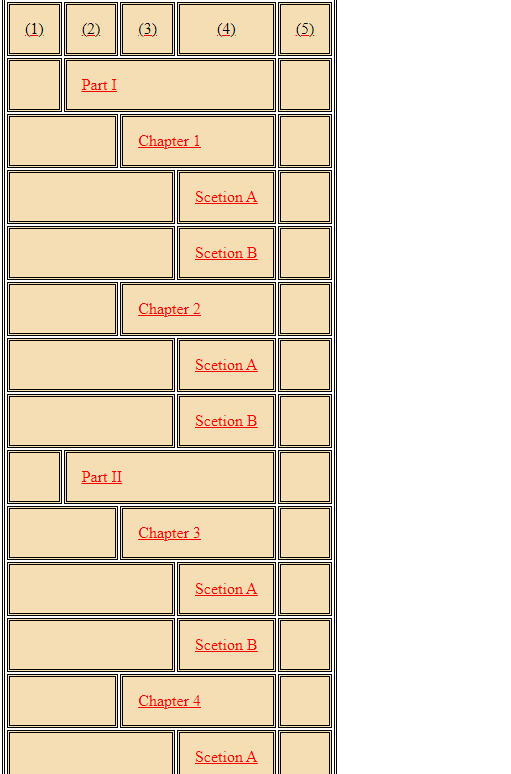 (1) (2) (3) (4) (5)
Part I
Chapter 1
Scetion A
Scetion B
Chapter 2
Scetion A
Scetion B
Part II
Chapter 3
Scetion A
Scetion B
Chapter 4
Scetion A